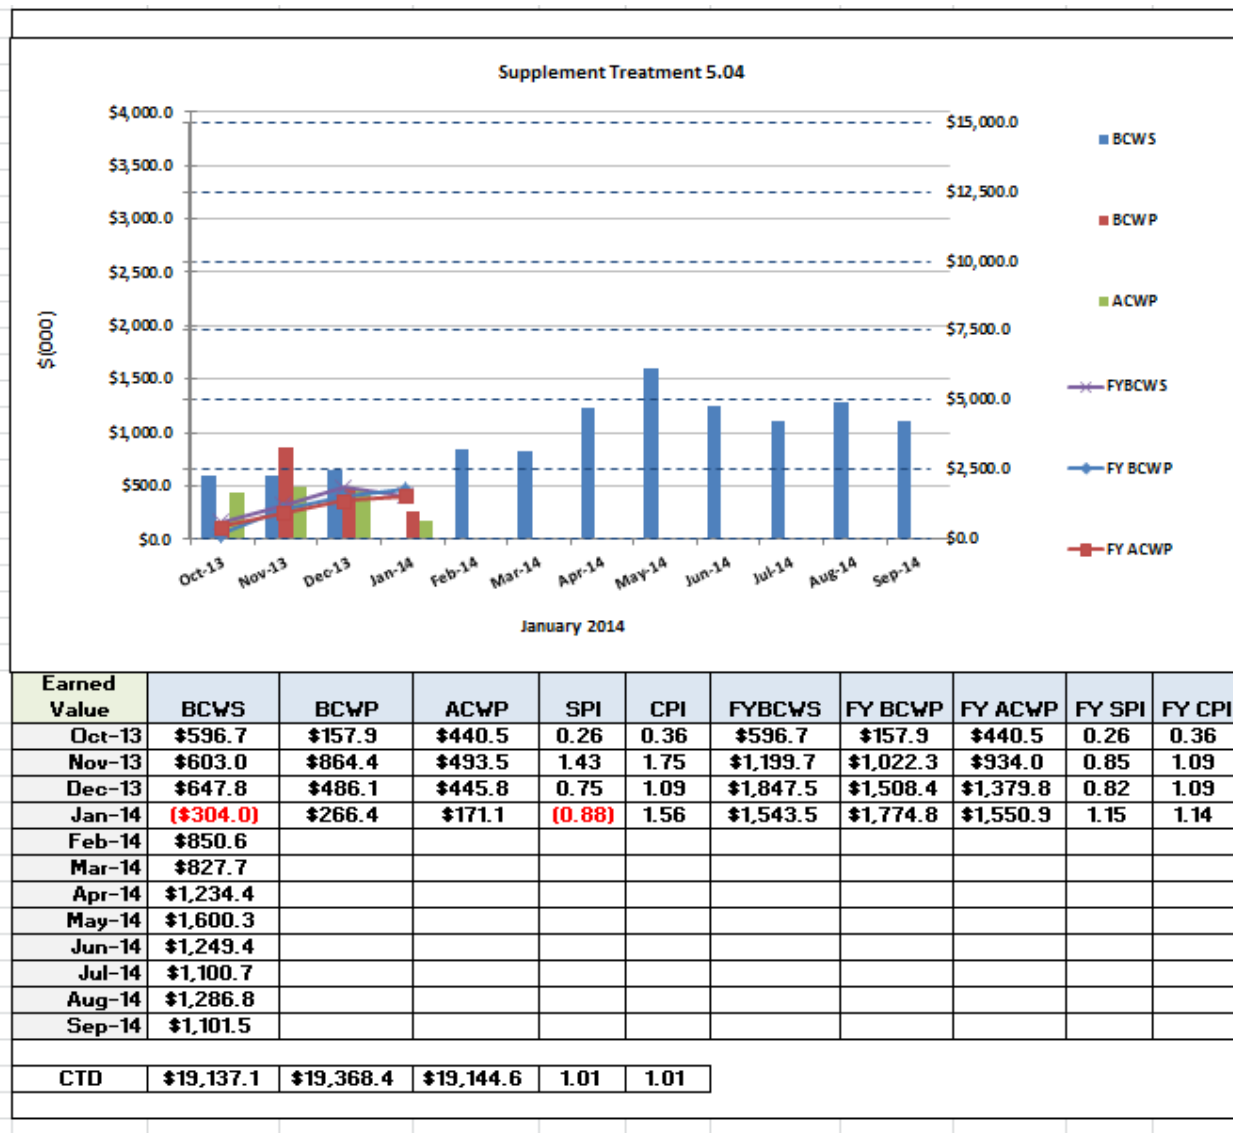 Supplement Treatment 5.04
$4,000.0
$3,500.0
$3,000.0
$2,500.0
$2,000.0
$1,500.0
$1,000.0
$500.0
$0.0
$(000)
$15,000.0
$12,500.0
$10,000.0
$7,500.0
$5,000.0
$2,500.0
$0.0
BCWS
BCWP
ACWP
FYBCWS
FY BCWP
FY ACWP
Oct-13 Nov-13 Dec-13 Jan-14 Feb-14 Mar-14 Apr-14 May-14 Jun-14 Jul-14 Aug-14 Sep-14
January 2014
Earned
Value BCWS BCWP ACWP SPI CPI FYBCWS FY BCWP FY ACWP FY SPI FY CPI
Oct-13 $596.7 $157.9 $440.5 0.26 0.36 $596.7 $157.9 $440.5 0.26 0.36
Nov-13 $603.0 $864.4 $493.5 1.43 1.75 $1,199.7 $1,022.3 $934.0 0.85 1.09
Dec-13 $647.8 $486.1 $445.8 0.75 1.09 $1,847.5 $1,508.4 $1,379.8 0.82 1.09
Jan-14 ($304.0) $266.4 $171.1 (0.88) 1.56 $1,543.5 $1,774.8 $1,550.9 1.15 1.14
Feb-14 $850.6
Mar-14 $827.7
Apr-14 $1,234.4
May-14 $1,600.3
Jun-14 $1,249.4
Jul-14 $1,100.7
Aug-14 $1,286.8
Sep-14 $1,101.5
CTD $19,137.1 $19,368.4 $19,144.6 1.01 1.01